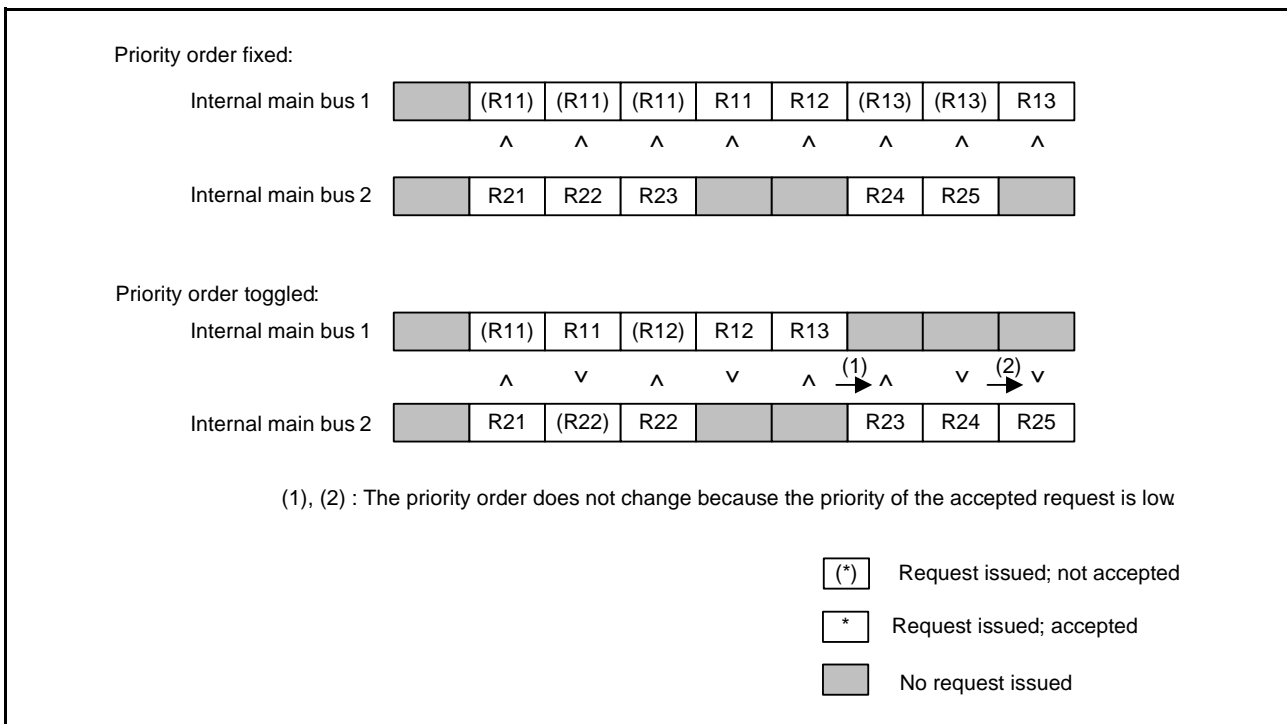 Priority order fixed:
Internal main bus 1 (R11) (R11) (R11) R11 R12 (R13) (R13) R13
^ ^ ^ ^ ^ ^ ^ ^
Internal main bus 2 R21 R22 R23 R24 R25
Priority order toggled:
Internal main bus 1 (R11) R11 (R12) R12 R13
^ v ^ v ^ (1) ^ v (2) v
Internal main bus 2 R21 (R22) R22 R23 R24 R25
(1), (2) : The priority order does not change because the priority of the accepted request is low.
(*) Request issued; not accepted
* Request issued; accepted
No request issued